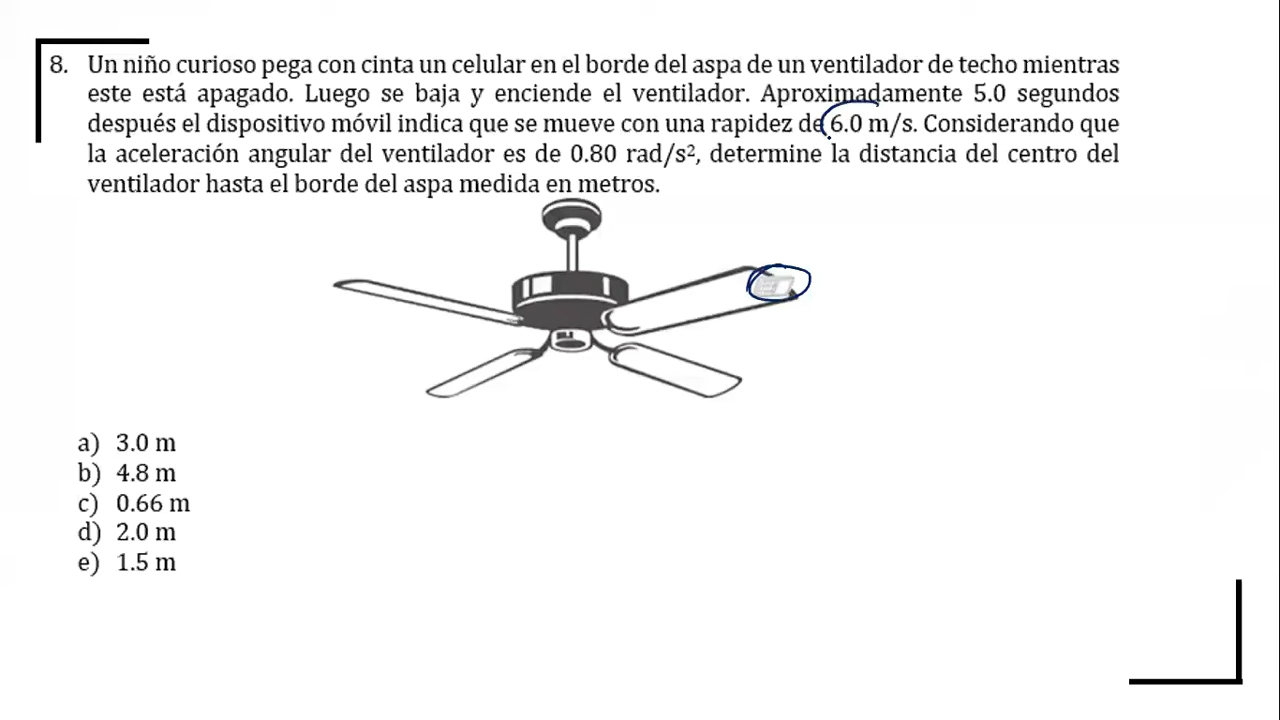 8. Un niño curioso pega con cinta un celular en el borde del aspa de un ventilador de techo mientras
este está apagado. Luego se baja y enciende el ventilador. Aproximadamente 5.0 segundos
después el dispositivo móvil indica que se mueve con una rapidez de 6.0 m/s. Considerando que
la aceleración angular del ventilador es de 0.80 rad/s², determine la distancia del centro del
ventilador hasta el borde del aspa medida en metros.
a) 3.0 m
b) 4.8 m
c) 0.66 m
d) 2.0 m
e) 1.5 m